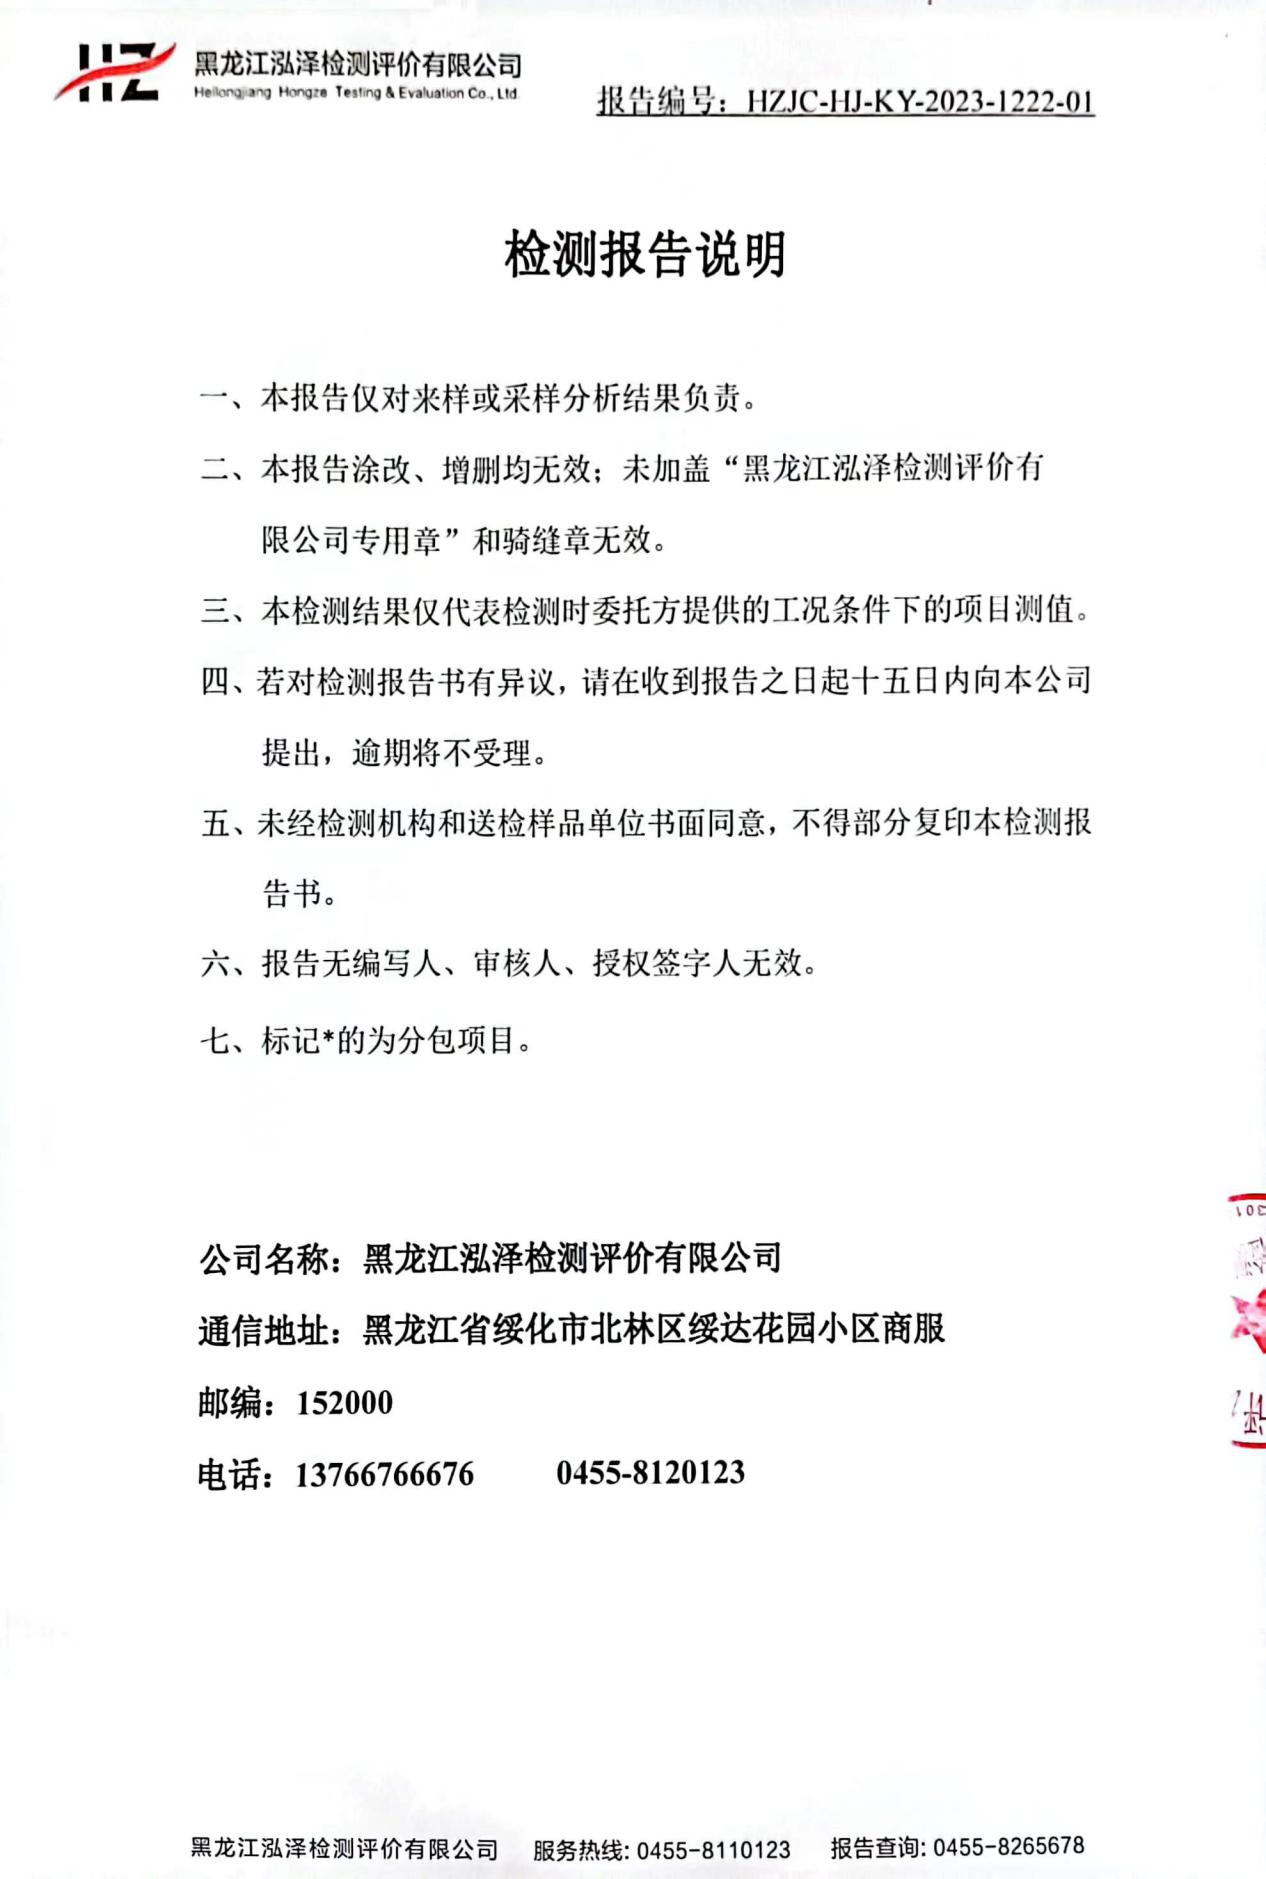 HZ
黑龙江泓泽检测评价有限公司
Heilongjiang Hongze Testing & Evaluation Co., Ltd.
报告编号：HZJC-HJ-KY-2023-1222-01
检测报告说明
一、本报告仅对来样或采样分析结果负责。
二、本报告涂改、增删均无效；未加盖“黑龙江泓泽检测评价有
限公司专用章”和骑缝章无效。
三、本检测结果仅代表检测时委托方提供的工况条件下的项目测值。
四、若对检测报告书有异议，请在收到报告之日起十五日内向本公司
提出，逾期将不受理。
五、未经检测机构和送检样品单位书面同意，不得部分复印本检测报
告书。
六、报告无编写人、审核人、授权签字人无效。
七、标记*的为分包项目。
公司名称：黑龙江泓泽检测评价有限公司
通信地址：黑龙江省绥化市北林区绥达花园小区商服
邮编：152000
电话：13766766676 0455-8120123
黑龙江泓泽检测评价有限公司 服务热线: 0455-8110123 报告查询: 0455-8265678